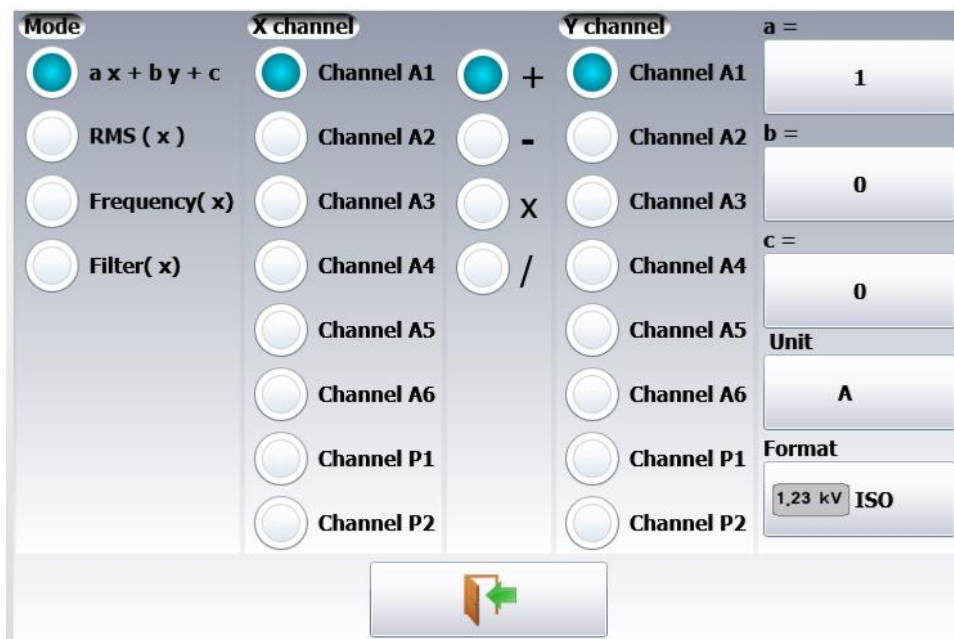 Mode
a x + b y + c
RMS ( x )
Frequency( x)
Filter( x)
X channel
Channel A1
Channel A2
Channel A3
Channel A4
Channel A5
Channel A6
Channel P1
Channel P2
+
-
x
/
Y channel
Channel A1
Channel A2
Channel A3
Channel A4
Channel A5
Channel A6
Channel P1
Channel P2
a =
1
b =
0
c =
0
Unit
A
Format
1,23 kV ISO